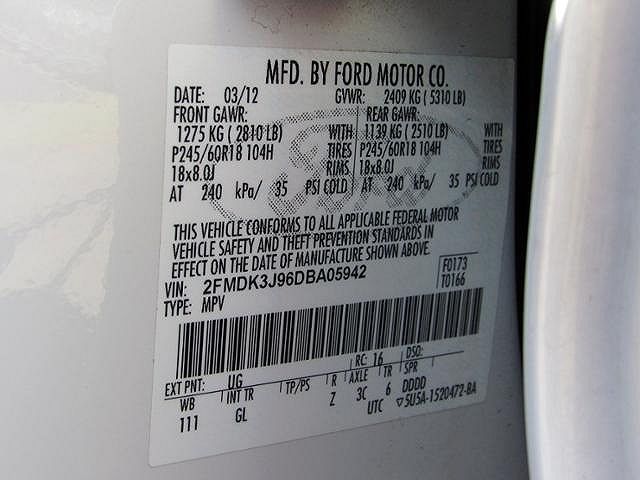 MFD. BY FORD MOTOR CO.
DATE: 03/12 GVWR: 2409 KG ( 5310 LB)
FRONT GAWR: REAR GAWR:
1275 KG ( 2810 LB) WITH 1139 KG ( 2510 LB) WITH
P245/60R18 104H TIRES P245/60R18 104H TIRES
18x8.0J RIMS 18x8.0J RIMS
AT 240 kPa/ 35 PSI COLD AT 240 kPa/ 35 PSI COLD
THIS VEHICLE CONFORMS TO ALL APPLICABLE FEDERAL MOTOR
VEHICLE SAFETY AND THEFT PREVENTION STANDARDS IN
EFFECT ON THE DATE OF MANUFACTURE SHOWN ABOVE.
VIN: 2FMDK3J96DBA05942 F0173
TYPE: MPV T0166
EXT PNT: UG RC: 16 DSO:
WB INT TR TP/PS R AXLE TR SPR
111 GL Z 3C 6 DDDD
UTC ▽5U5A-1520472-BA